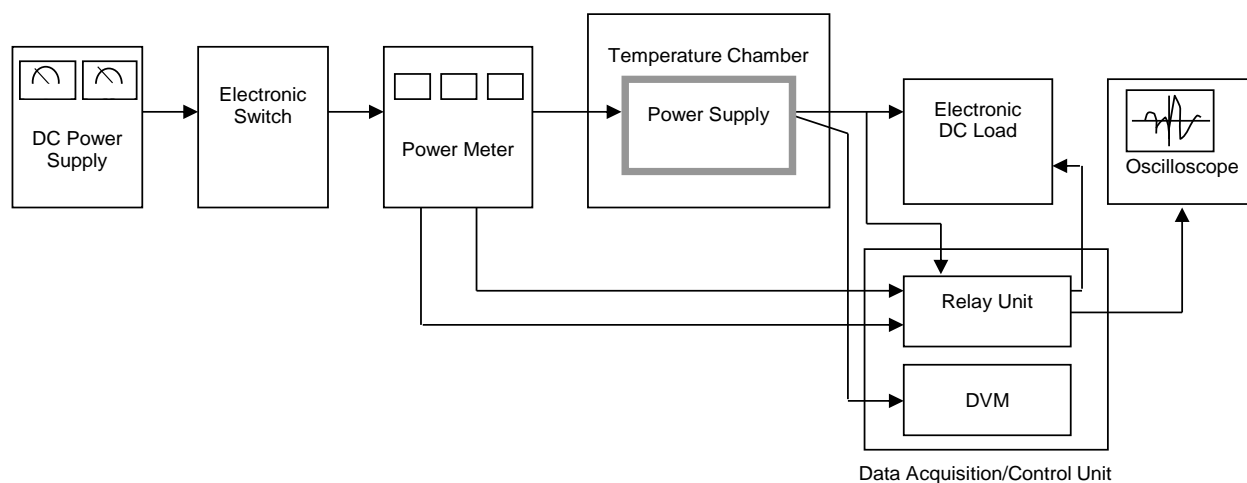 DC Power
Supply
Electronic
Switch
Power Meter
Temperature Chamber
Power Supply
Electronic
DC Load
Oscilloscope
Relay Unit
DVM
Data Acquisition/Control Unit